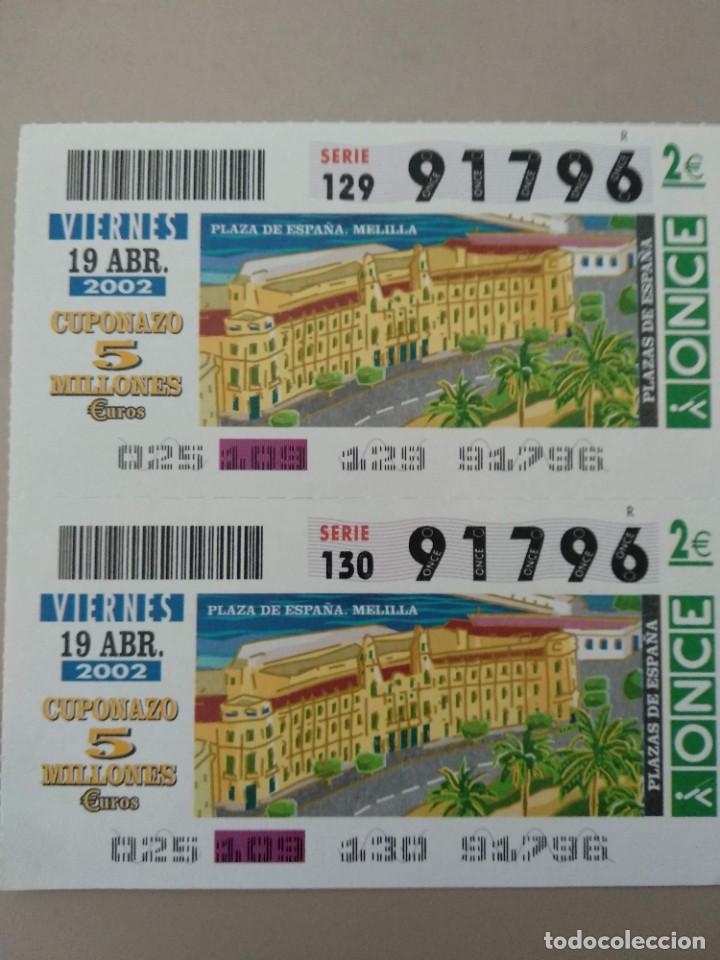 R
SERIE
129
91796
2€
VIERNES
19 ABR.
2002
CUPONAZO
5
MILLONES
€uros
PLAZA DE ESPAÑA. MELILLA
PLAZAS DE ESPAÑA
ONCE
025 109 129 91796
R
SERIE
130
91796
2€
VIERNES
19 ABR.
2002
CUPONAZO
5
MILLONES
€uros
PLAZA DE ESPAÑA. MELILLA
PLAZAS DE ESPAÑA
ONCE
025 109 130 91796
todocoleccion